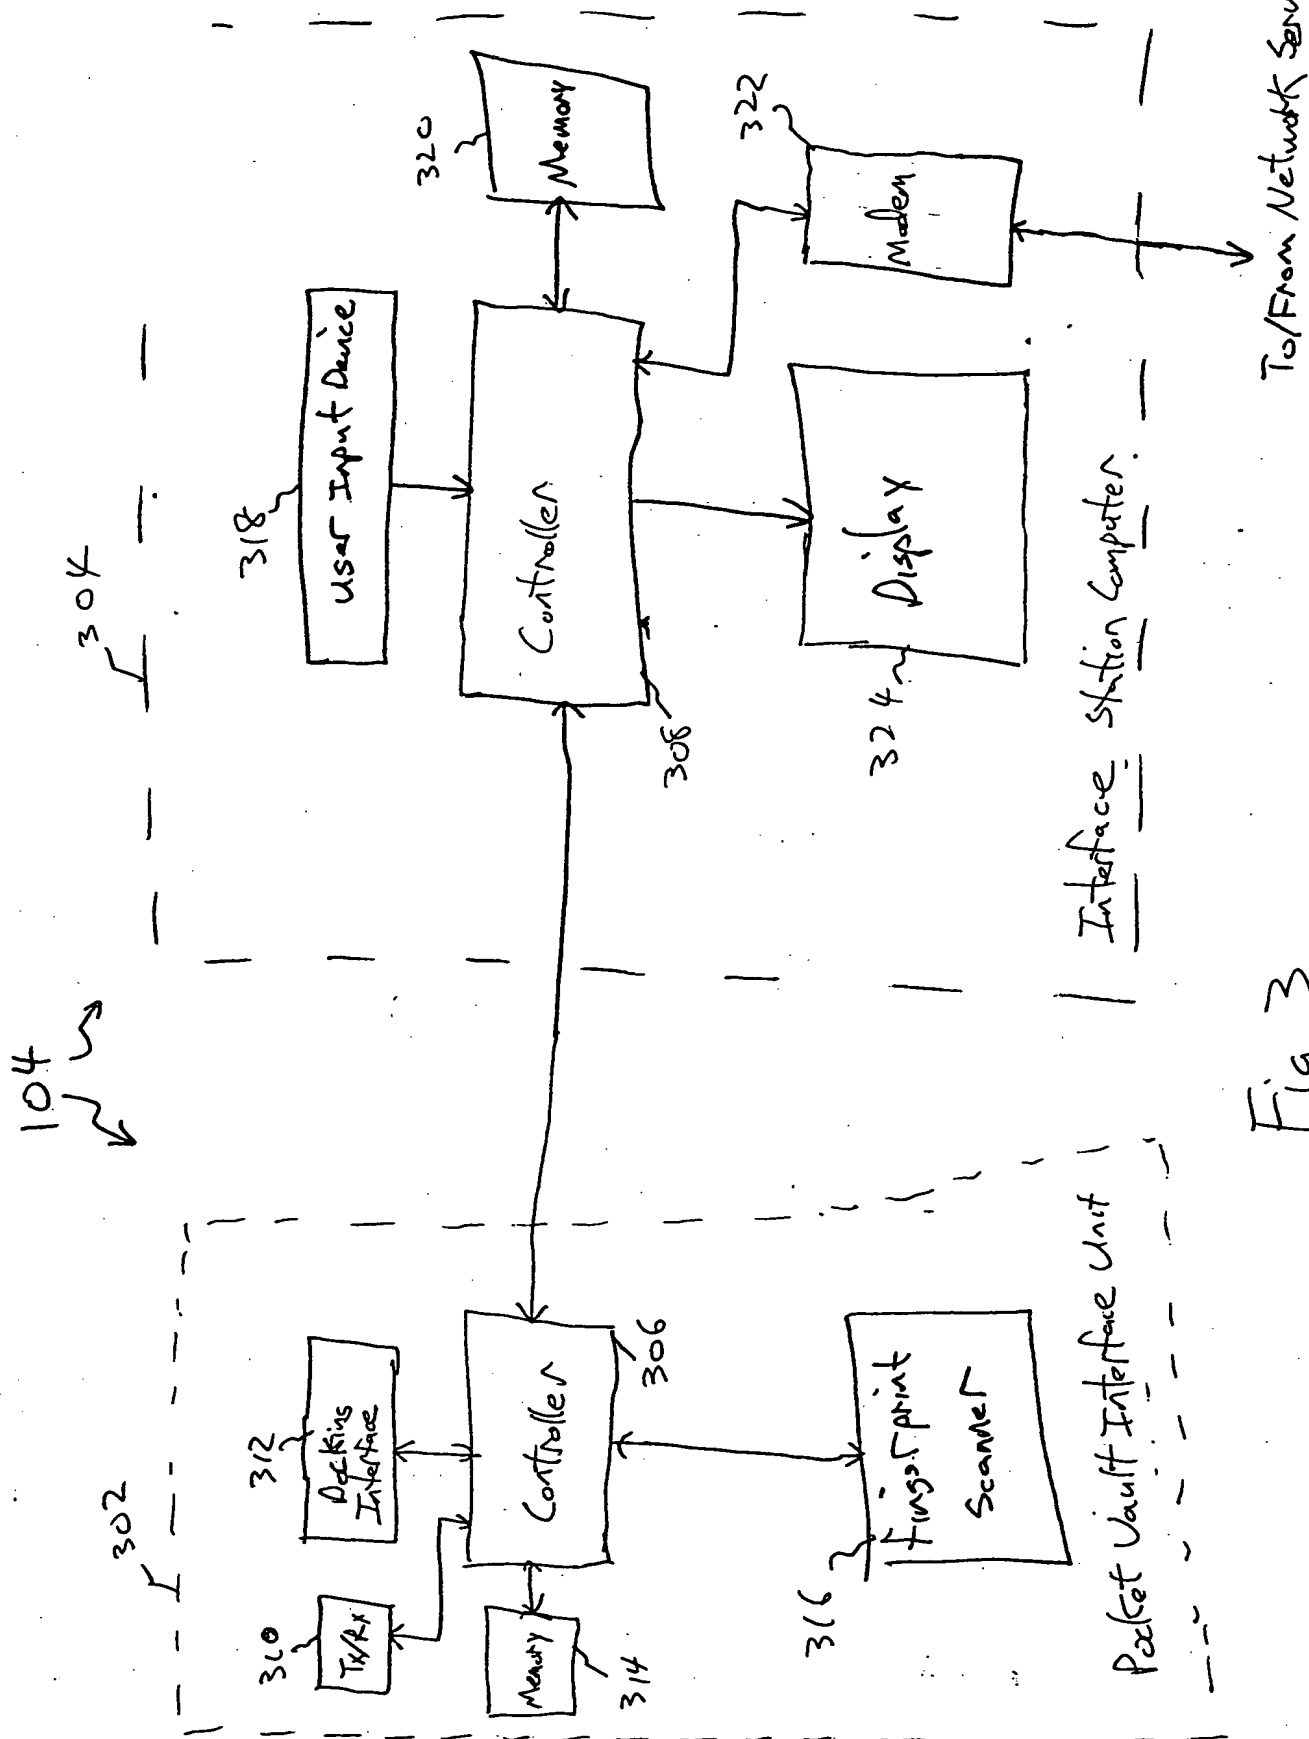 104
302
304
310
Tx/Rx
312
Docking
Interface
318
User Input Device
320
Memory
Memory
314
Controller
306
Controller
308
322
Modem
316
Fingerprint
Scanner
324
Display
Pocket Vault Interface Unit
Interface Station Computer
To/From Network Serv
Fig 3